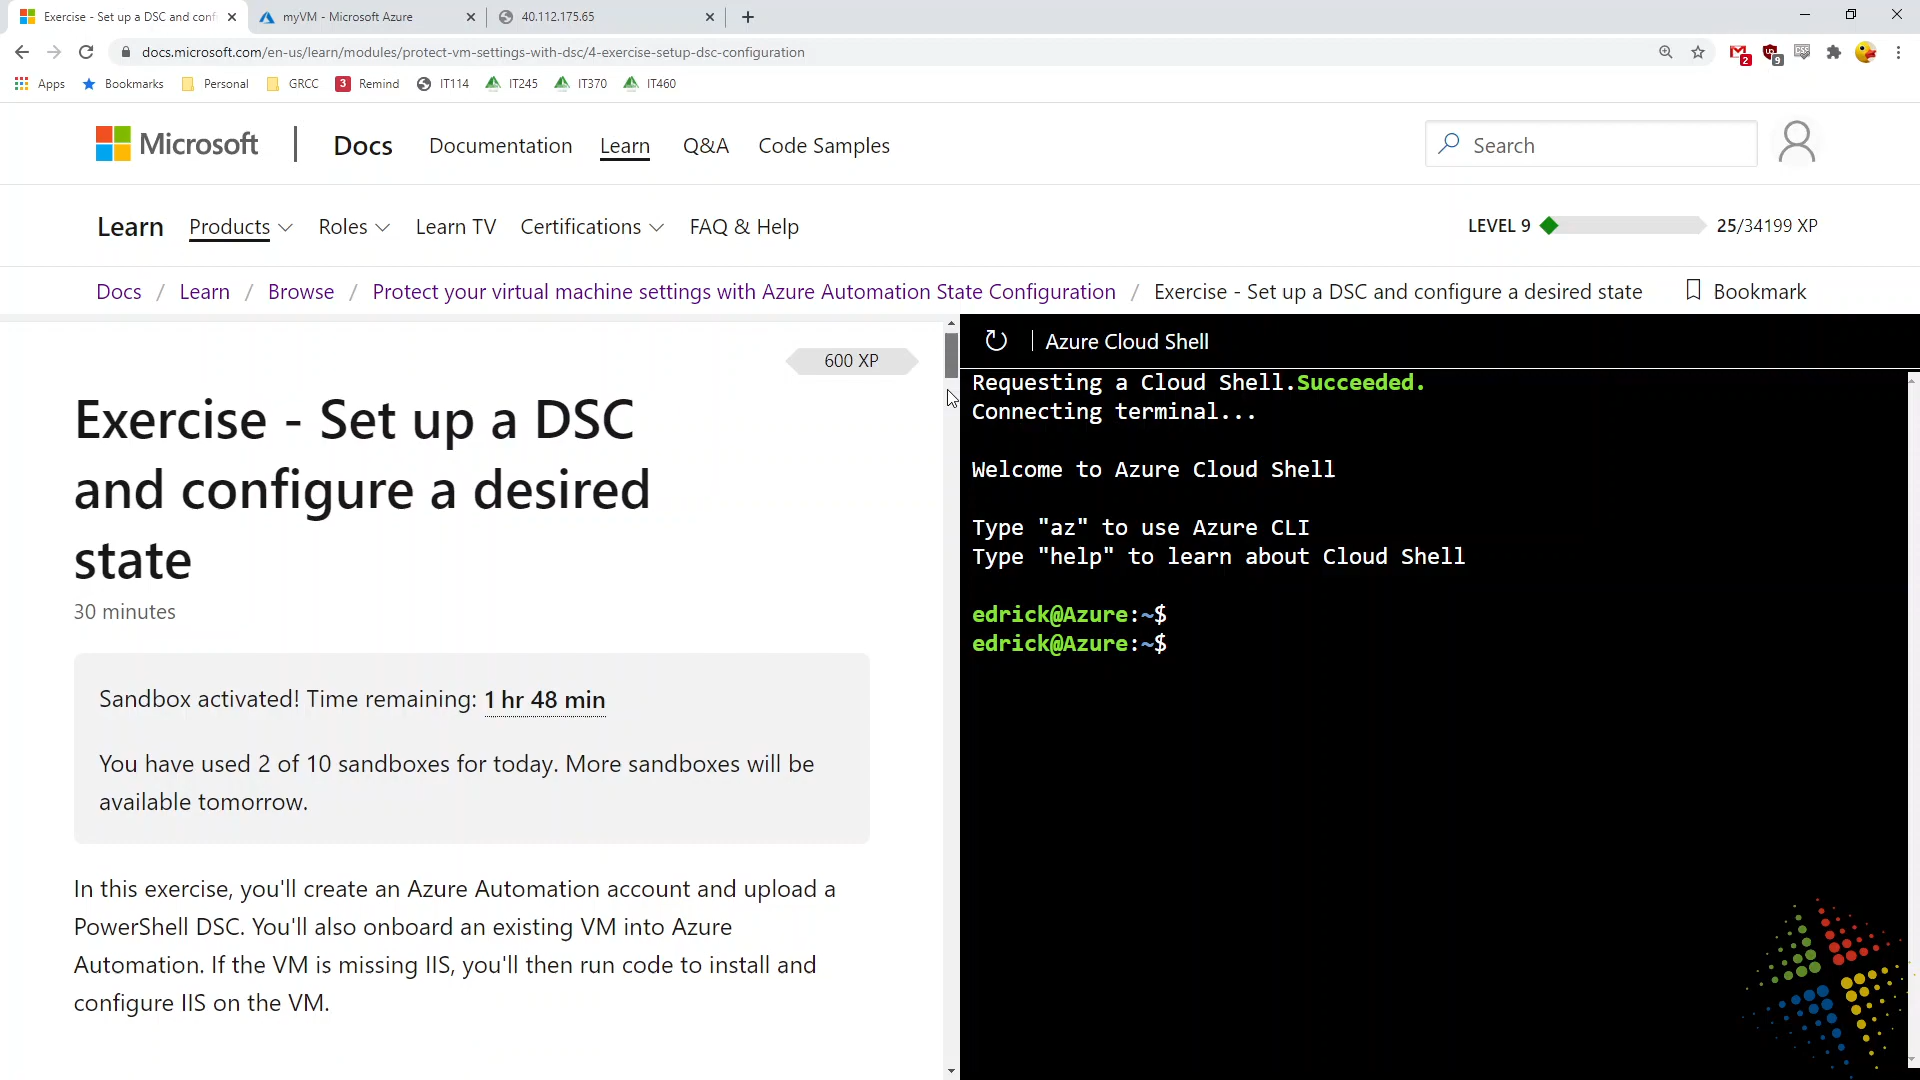 Exercise - Set up a DSC and conf
myVM - Microsoft Azure
40.112.175.65
docs.microsoft.com/en-us/learn/modules/protect-vm-settings-with-dsc/4-exercise-setup-dsc-configuration
2
9
Apps
Bookmarks
Personal
GRCC
3
Remind
IT114
IT245
IT370
IT460
Microsoft
Docs
Documentation
Learn
Q&A
Code Samples
Search
Learn
Products
Roles
Learn TV
Certifications
FAQ & Help
LEVEL 9
25/34199 XP
Docs / Learn / Browse / Protect your virtual machine settings with Azure Automation State Configuration / Exercise - Set up a DSC and configure a desired state
Bookmark
600 XP
Exercise - Set up a DSC
and configure a desired
state
30 minutes
Sandbox activated! Time remaining: 1 hr 48 min
You have used 2 of 10 sandboxes for today. More sandboxes will be
available tomorrow.
In this exercise, you'll create an Azure Automation account and upload a
PowerShell DSC. You'll also onboard an existing VM into Azure
Automation. If the VM is missing IIS, you'll then run code to install and
configure IIS on the VM.
Azure Cloud Shell
Requesting a Cloud Shell.Succeeded.
Connecting terminal...
Welcome to Azure Cloud Shell
Type "az" to use Azure CLI
Type "help" to learn about Cloud Shell
edrick@Azure:~$
edrick@Azure:~$